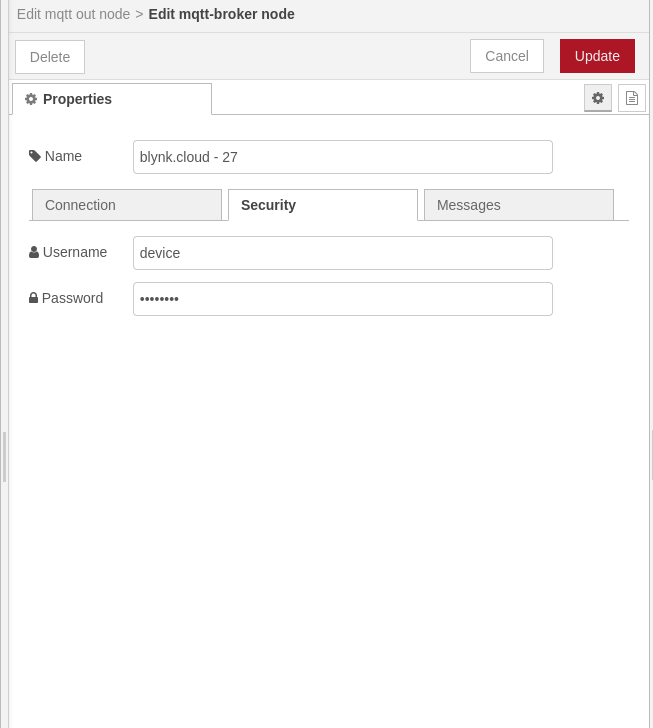 Edit mqtt out node > Edit mqtt-broker node
Delete
Cancel
Update
Properties
Name
blynk.cloud - 27
Connection
Security
Messages
Username
device
Password
••••••••